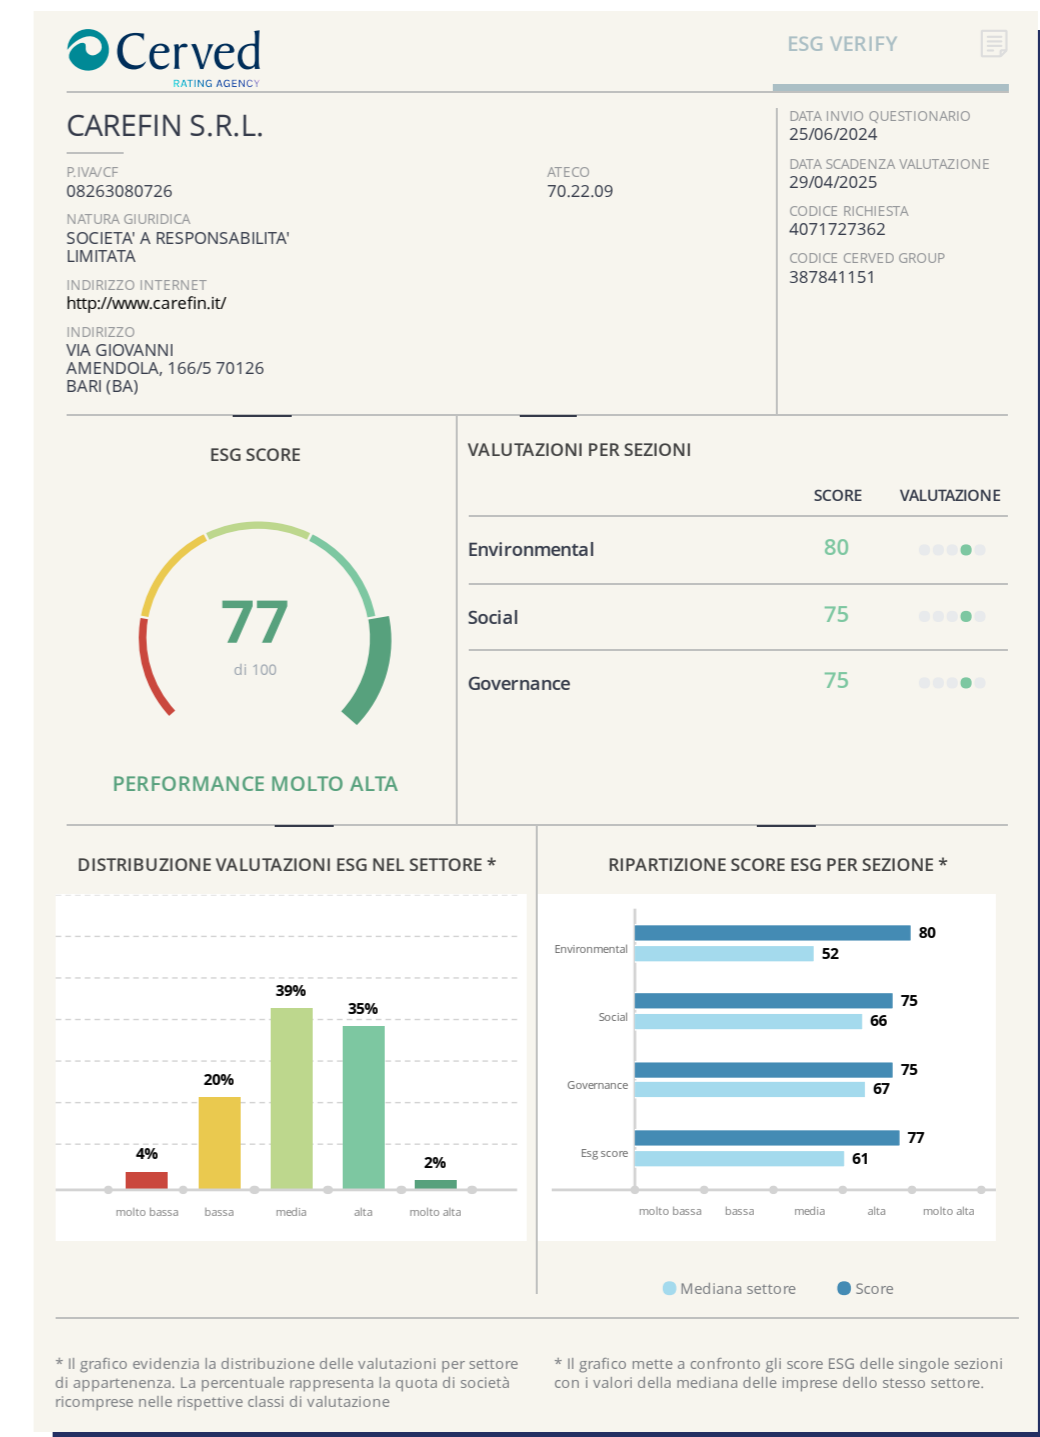 Cerved
RATING AGENCY
ESG VERIFY
CAREFIN S.R.L.
P.IVA/CF
08263080726
NATURA GIURIDICA
SOCIETA' A RESPONSABILITA'
LIMITATA
INDIRIZZO INTERNET
http://www.carefin.it/
INDIRIZZO
VIA GIOVANNI
AMENDOLA, 166/5 70126
BARI (BA)
ATECO
70.22.09
DATA INVIO QUESTIONARIO
25/06/2024
DATA SCADENZA VALUTAZIONE
29/04/2025
CODICE RICHIESTA
4071727362
CODICE CERVED GROUP
387841151
ESG SCORE
77
di 100
PERFORMANCE MOLTO ALTA
VALUTAZIONI PER SEZIONI
SCORE VALUTAZIONE
Environmental 80
Social 75
Governance 75
DISTRIBUZIONE VALUTAZIONI ESG NEL SETTORE *
39%
35%
20%
4%
2%
molto bassa bassa media alta molto alta
RIPARTIZIONE SCORE ESG PER SEZIONE *
80
Environmental
52
75
Social
66
75
Governance
67
77
Esg score
61
molto bassa bassa media alta molto alta
Mediana settore Score
* Il grafico evidenzia la distribuzione delle valutazioni per settore
di appartenenza. La percentuale rappresenta la quota di società
ricomprese nelle rispettive classi di valutazione
* Il grafico mette a confronto gli score ESG delle singole sezioni
con i valori della mediana delle imprese dello stesso settore.